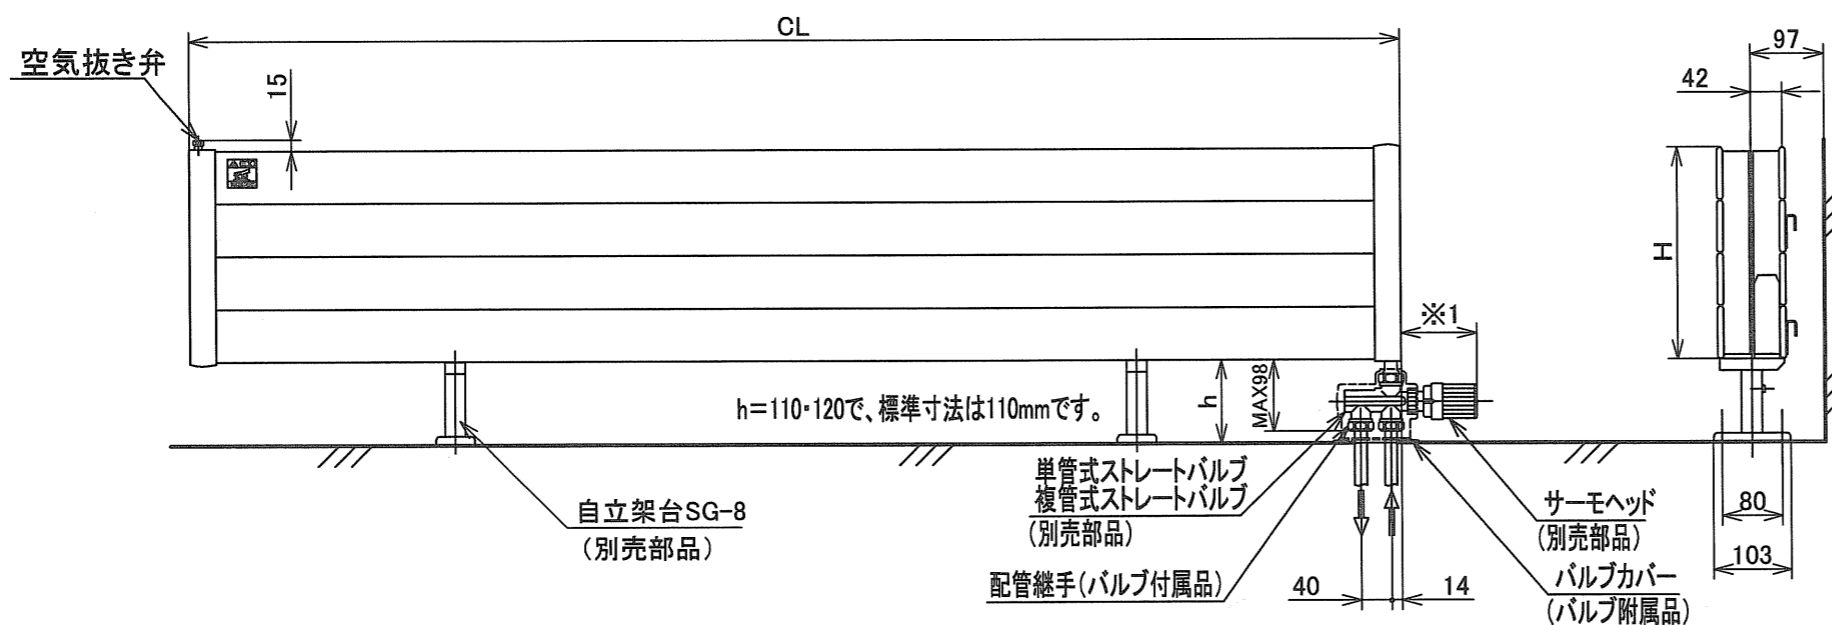 CL
97
空気抜き弁
15
42
H
※1
h
MAX98
h=110・120で、標準寸法は110mmです。
単管式ストレートバルブ
複管式ストレートバルブ
(別売部品)
自立架台SG-8
(別売部品)
サーモヘッド
(別売部品)
80
103
配管継手(バルブ付属品)
40
14
バルブカバー
(バルブ附属品)